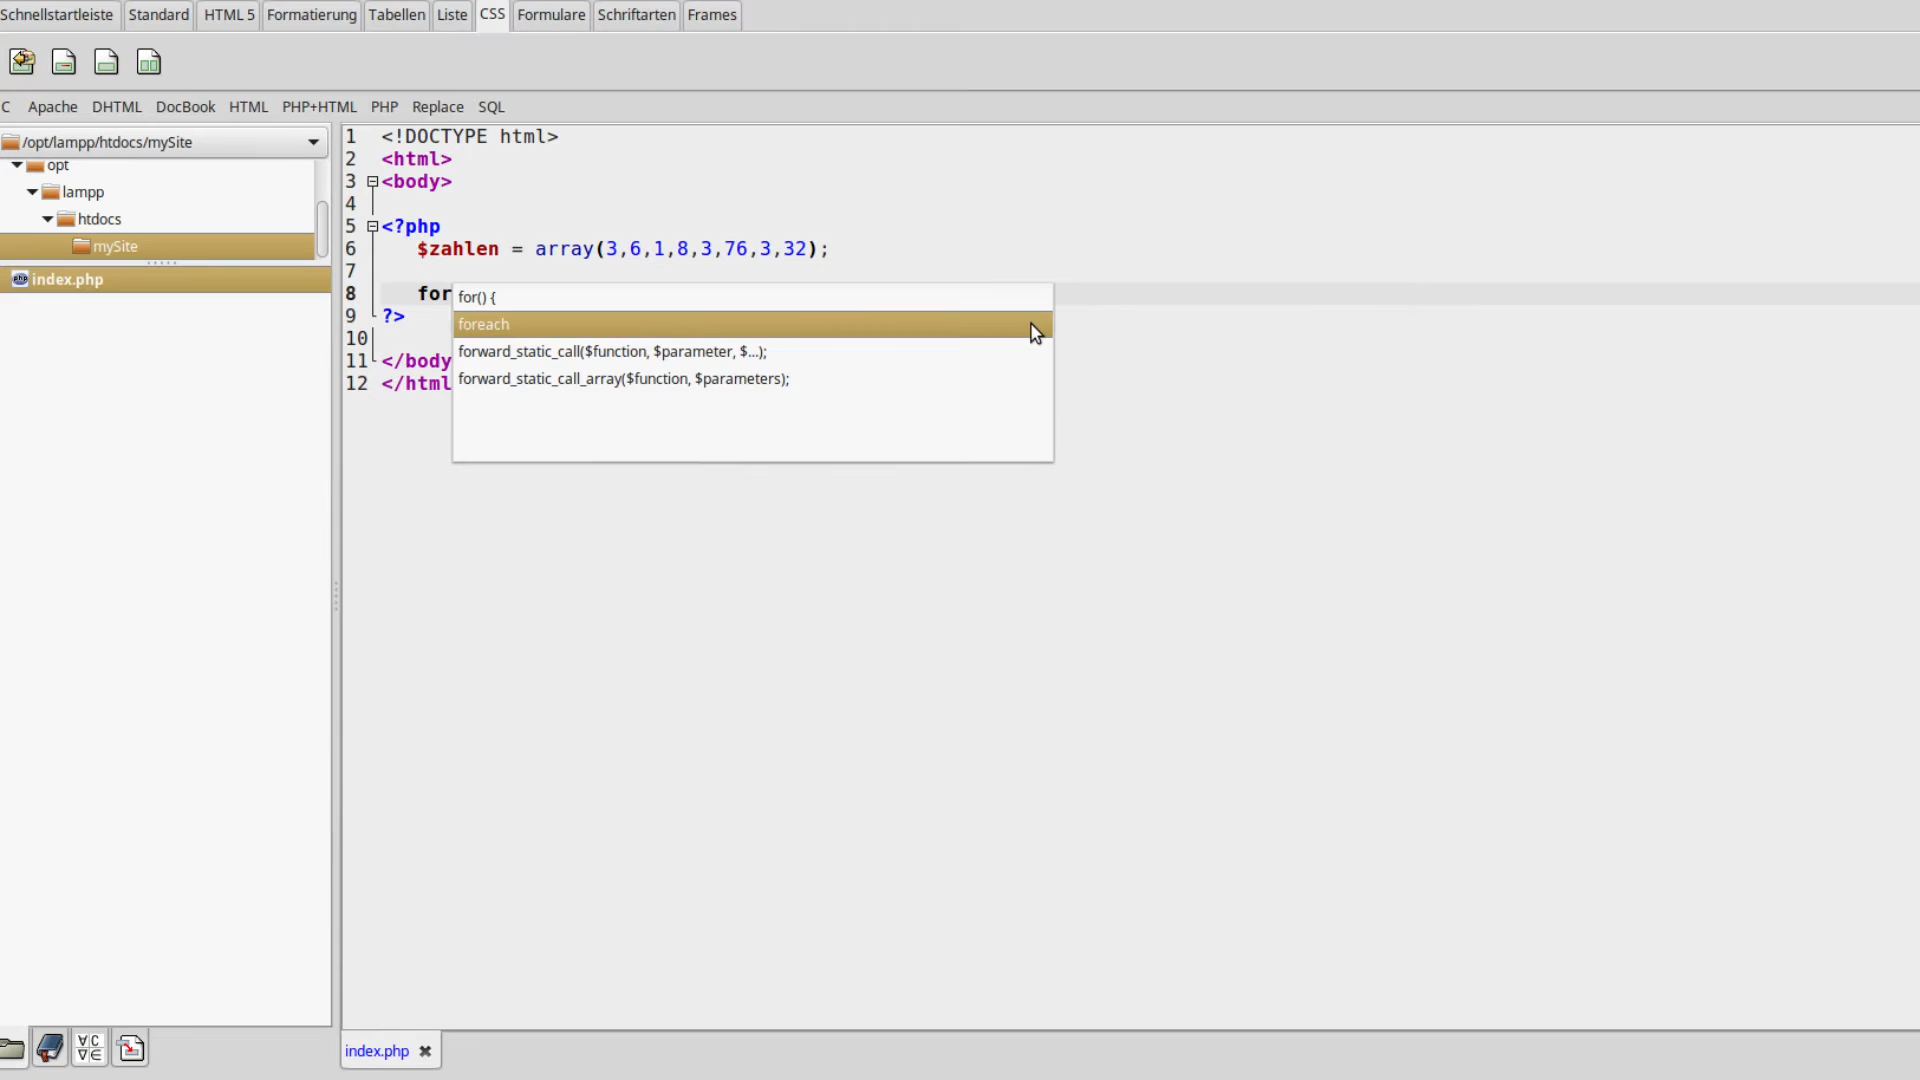 Schnellstartleiste Standard HTML 5 Formatierung Tabellen Liste CSS Formulare Schriftarten Frames
C Apache DHTML DocBook HTML PHP+HTML PHP Replace SQL
/opt/lampp/htdocs/mySite
opt
lampp
htdocs
mySite
php index.php
1 <!DOCTYPE html>
2 <html>
3 <body>
4
5 <?php
6 $zahlen = array(3,6,1,8,3,76,3,32);
7
8 for
9 ?>
10
11 </body
12 </html
for() {
foreach
forward_static_call($function, $parameter, $...);
forward_static_call_array($function, $parameters);
∀C
∇∈
index.php